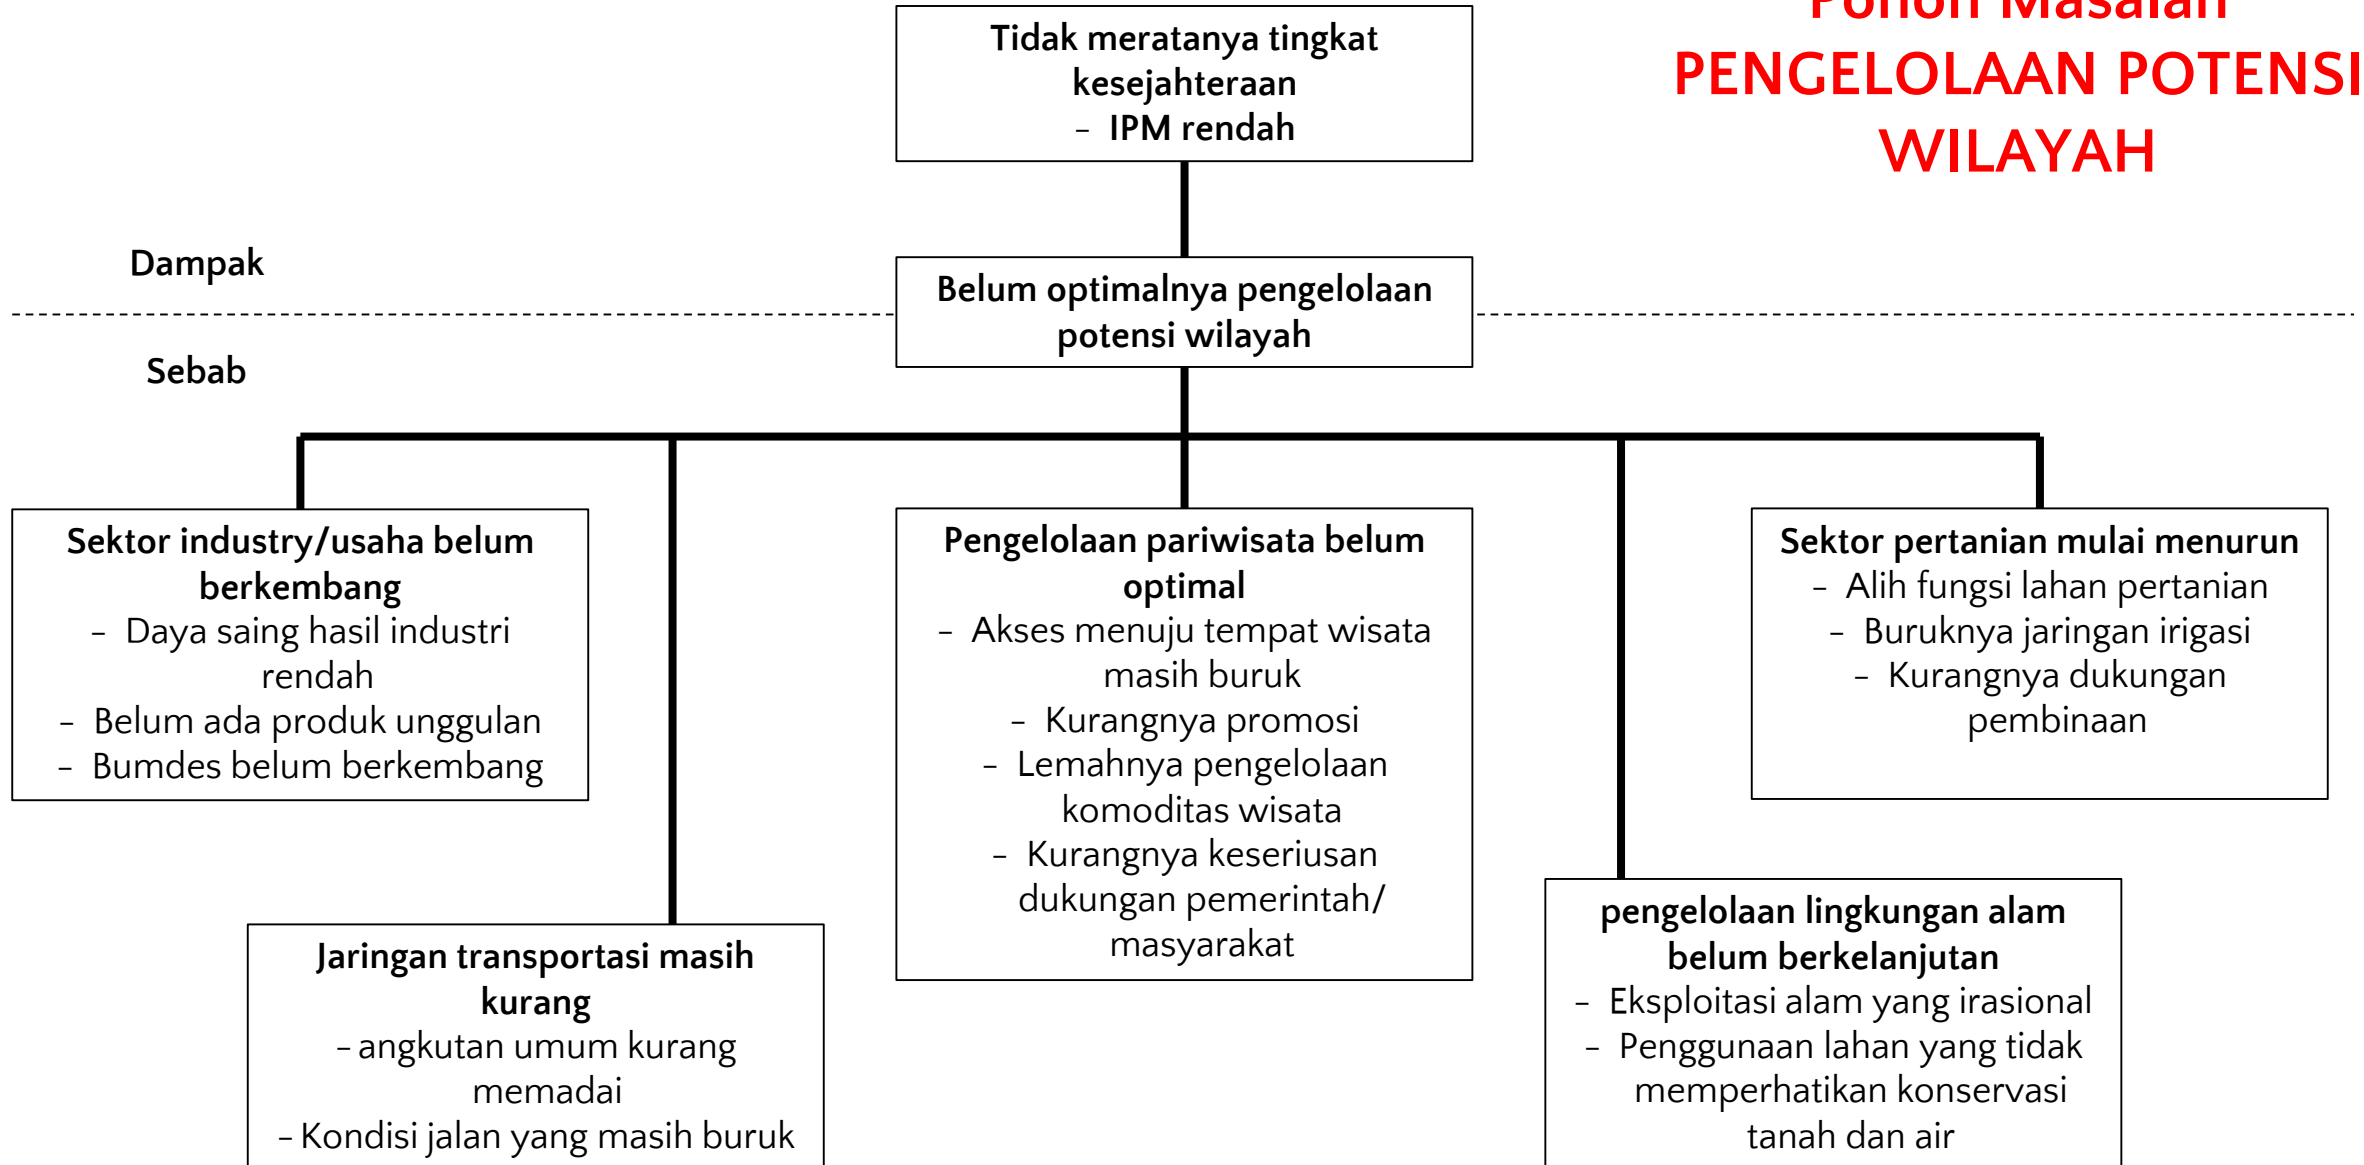 Pohon Masalah
PENGELOLAAN POTENSI
WILAYAH
Tidak meratanya tingkat
kesejahteraan
- IPM rendah
Dampak
Belum optimalnya pengelolaan
potensi wilayah
Sebab
Sektor industry/usaha belum
berkembang
- Daya saing hasil industri
rendah
- Belum ada produk unggulan
- Bumdes belum berkembang
Pengelolaan pariwisata belum
optimal
- Akses menuju tempat wisata
masih buruk
- Kurangnya promosi
- Lemahnya pengelolaan
komoditas wisata
- Kurangnya keseriusan
dukungan pemerintah/
masyarakat
Sektor pertanian mulai menurun
- Alih fungsi lahan pertanian
- Buruknya jaringan irigasi
- Kurangnya dukungan
pembinaan
Jaringan transportasi masih
kurang
- angkutan umum kurang
memadai
- Kondisi jalan yang masih buruk
pengelolaan lingkungan alam
belum berkelanjutan
- Eksploitasi alam yang irasional
- Penggunaan lahan yang tidak
memperhatikan konservasi
tanah dan air